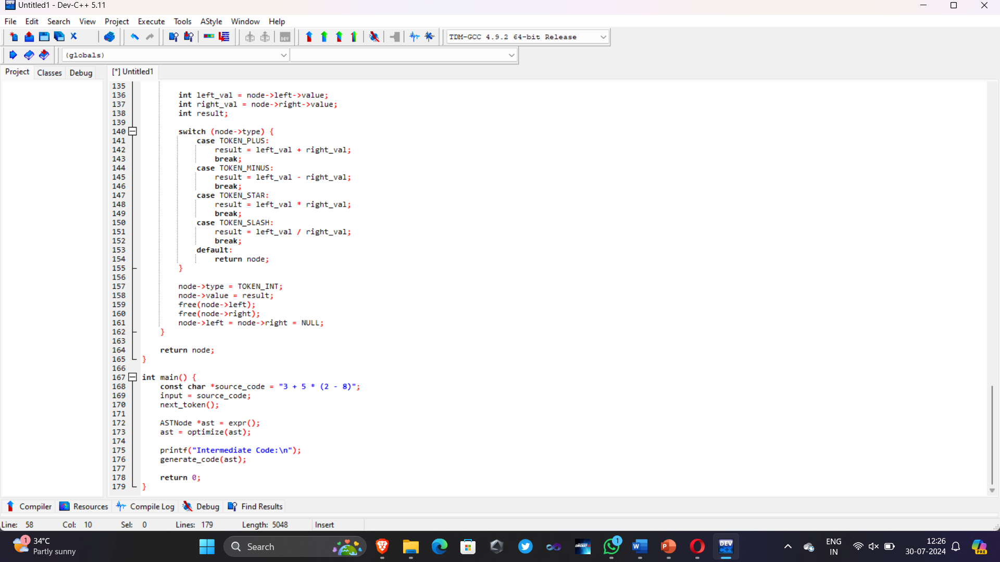 Untitled1 - Dev-C++ 5.11
File Edit Search View Project Execute Tools AStyle Window Help
TDM-GCC 4.9.2 64-bit Release
(globals)
Project Classes Debug [*] Untitled1
135
136 int left_val = node->left->value;
137 int right_val = node->right->value;
138 int result;
139
140 switch (node->type) {
141 case TOKEN_PLUS:
142 result = left_val + right_val;
143 break;
144 case TOKEN_MINUS:
145 result = left_val - right_val;
146 break;
147 case TOKEN_STAR:
148 result = left_val * right_val;
149 break;
150 case TOKEN_SLASH:
151 result = left_val / right_val;
152 break;
153 default:
154 return node;
155 }
156
157 node->type = TOKEN_INT;
158 node->value = result;
159 free(node->left);
160 free(node->right);
161 node->left = node->right = NULL;
162 }
163
164 return node;
165 }
166
167 int main() {
168 const char *source_code = "3 + 5 * (2 - 8)";
169 input = source_code;
170 next_token();
171
172 ASTNode *ast = expr();
173 ast = optimize(ast);
174
175 printf("Intermediate Code:\n");
176 generate_code(ast);
177
178 return 0;
179 }
Compiler Resources Compile Log Debug Find Results
Line: 58 Col: 10 Sel: 0 Lines: 179 Length: 5048 Insert
1 34°C
Partly sunny
Search
1
DEV
ENG
IN
12:26
30-07-2024
PRE